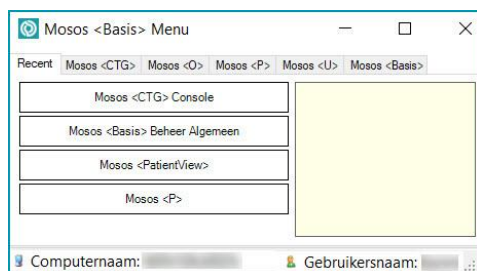 Mosos <Basis> Menu
Recent Mosos <CTG> Mosos <O> Mosos <P> Mosos <U> Mosos <Basis>
Mosos <CTG> Console
Mosos <Basis> Beheer Algemeen
Mosos <PatientView>
Mosos <P>
Computernaam: Gebruikersnaam: